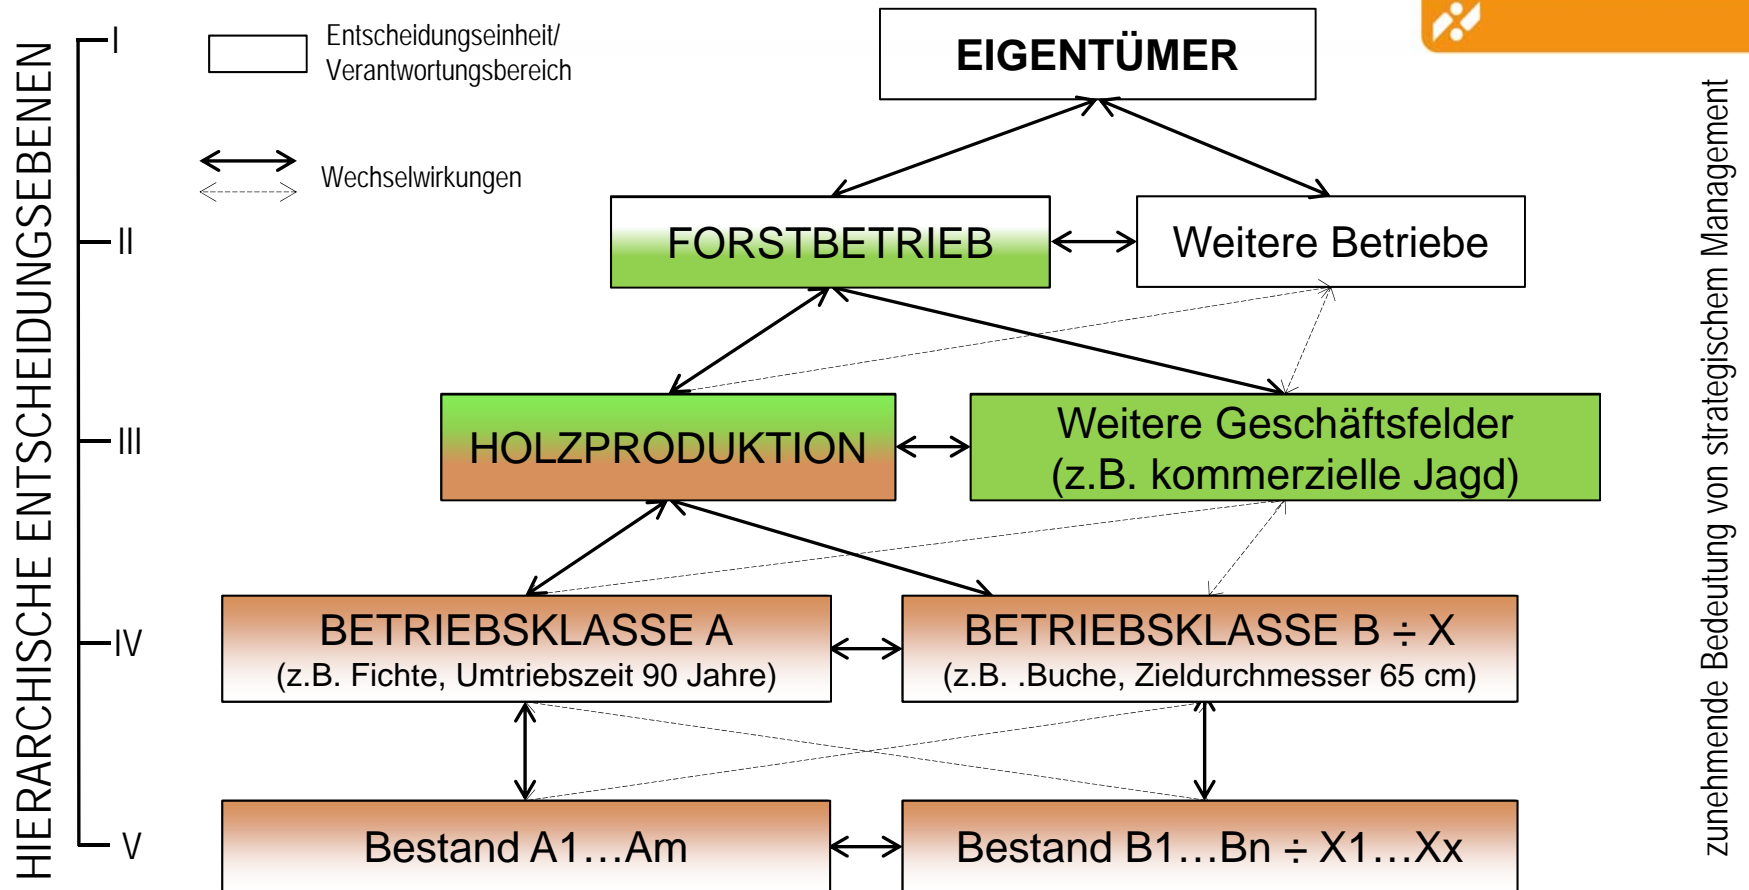 HIERARCHISCHE ENTSCHEIDUNGSEBENEN
I
Entscheidungseinheit/
Verantwortungsbereich
Wechselwirkungen
EIGENTÜMER
II
FORSTBETRIEB
Weitere Betriebe
III
HOLZPRODUKTION
Weitere Geschäftsfelder
(z.B. kommerzielle Jagd)
IV
BETRIEBSKLASSE A
(z.B. Fichte, Umtriebszeit 90 Jahre)
BETRIEBSKLASSE B ÷ X
(z.B. .Buche, Zieldurchmesser 65 cm)
V
Bestand A1…Am
Bestand B1…Bn ÷ X1…Xx
zunehmende Bedeutung von strategischem Management